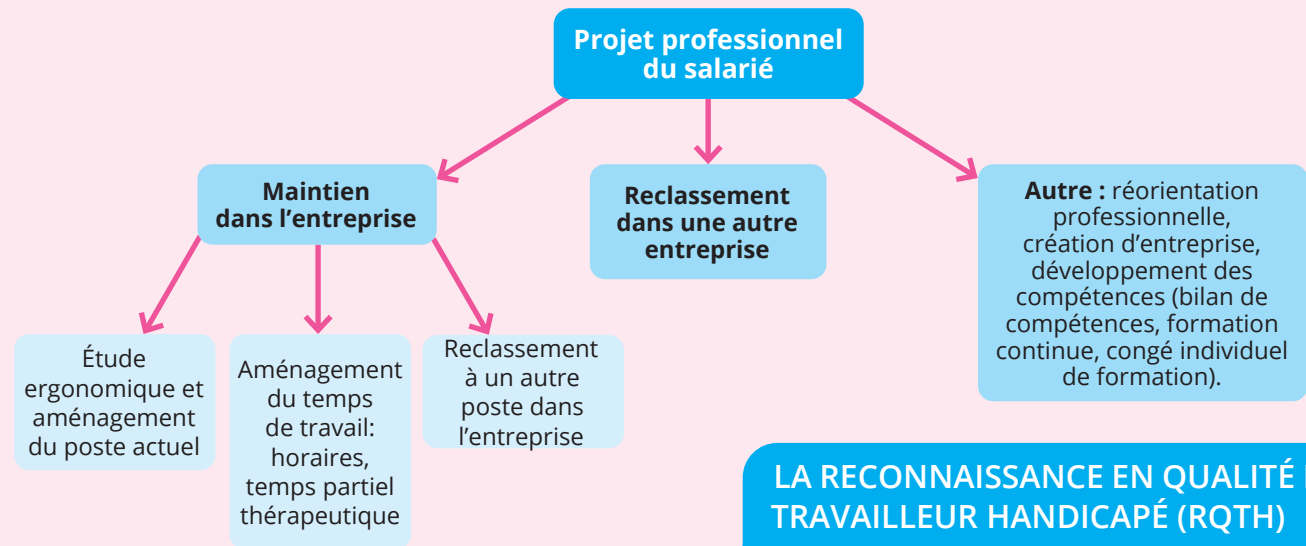 Projet professionnel
du salarié
Maintien
dans l’entreprise
Reclassement
dans une autre
entreprise
Autre : réorientation
professionnelle,
création d’entreprise,
développement des
compétences (bilan de
compétences, formation
continue, congé individuel
de formation).
Étude
ergonomique et
aménagement
du poste actuel
Aménagement
du temps
de travail:
horaires,
temps partiel
thérapeutique
Reclassement
à un autre
poste dans
l’entreprise
LA RECONNAISSANCE EN QUALITÉ
TRAVAILLEUR HANDICAPÉ (RQTH)